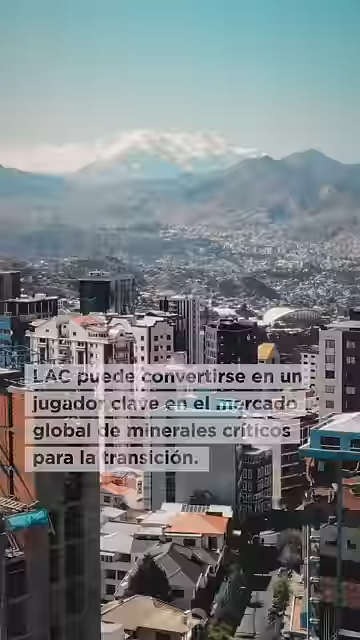 LAC puede convertirse en un
jugador clave en el mercado
global de minerales críticos
para la transición.